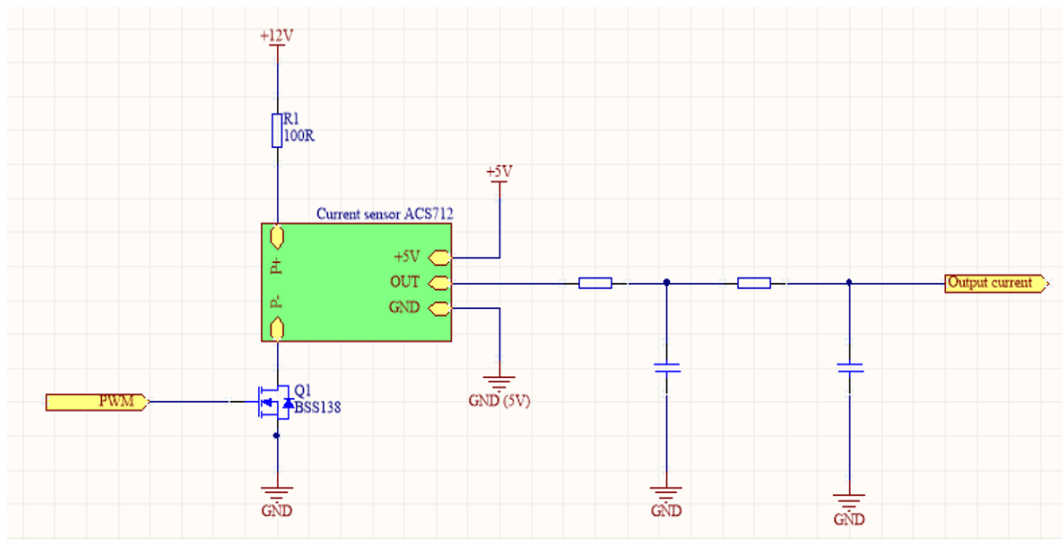 +12V
R1
100R
+5V
Current sensor ACS712
P+
+5V
OUT
Output current
P-
GND
Q1
GND (5V)
PWM
BSS138
GND
GND
GND